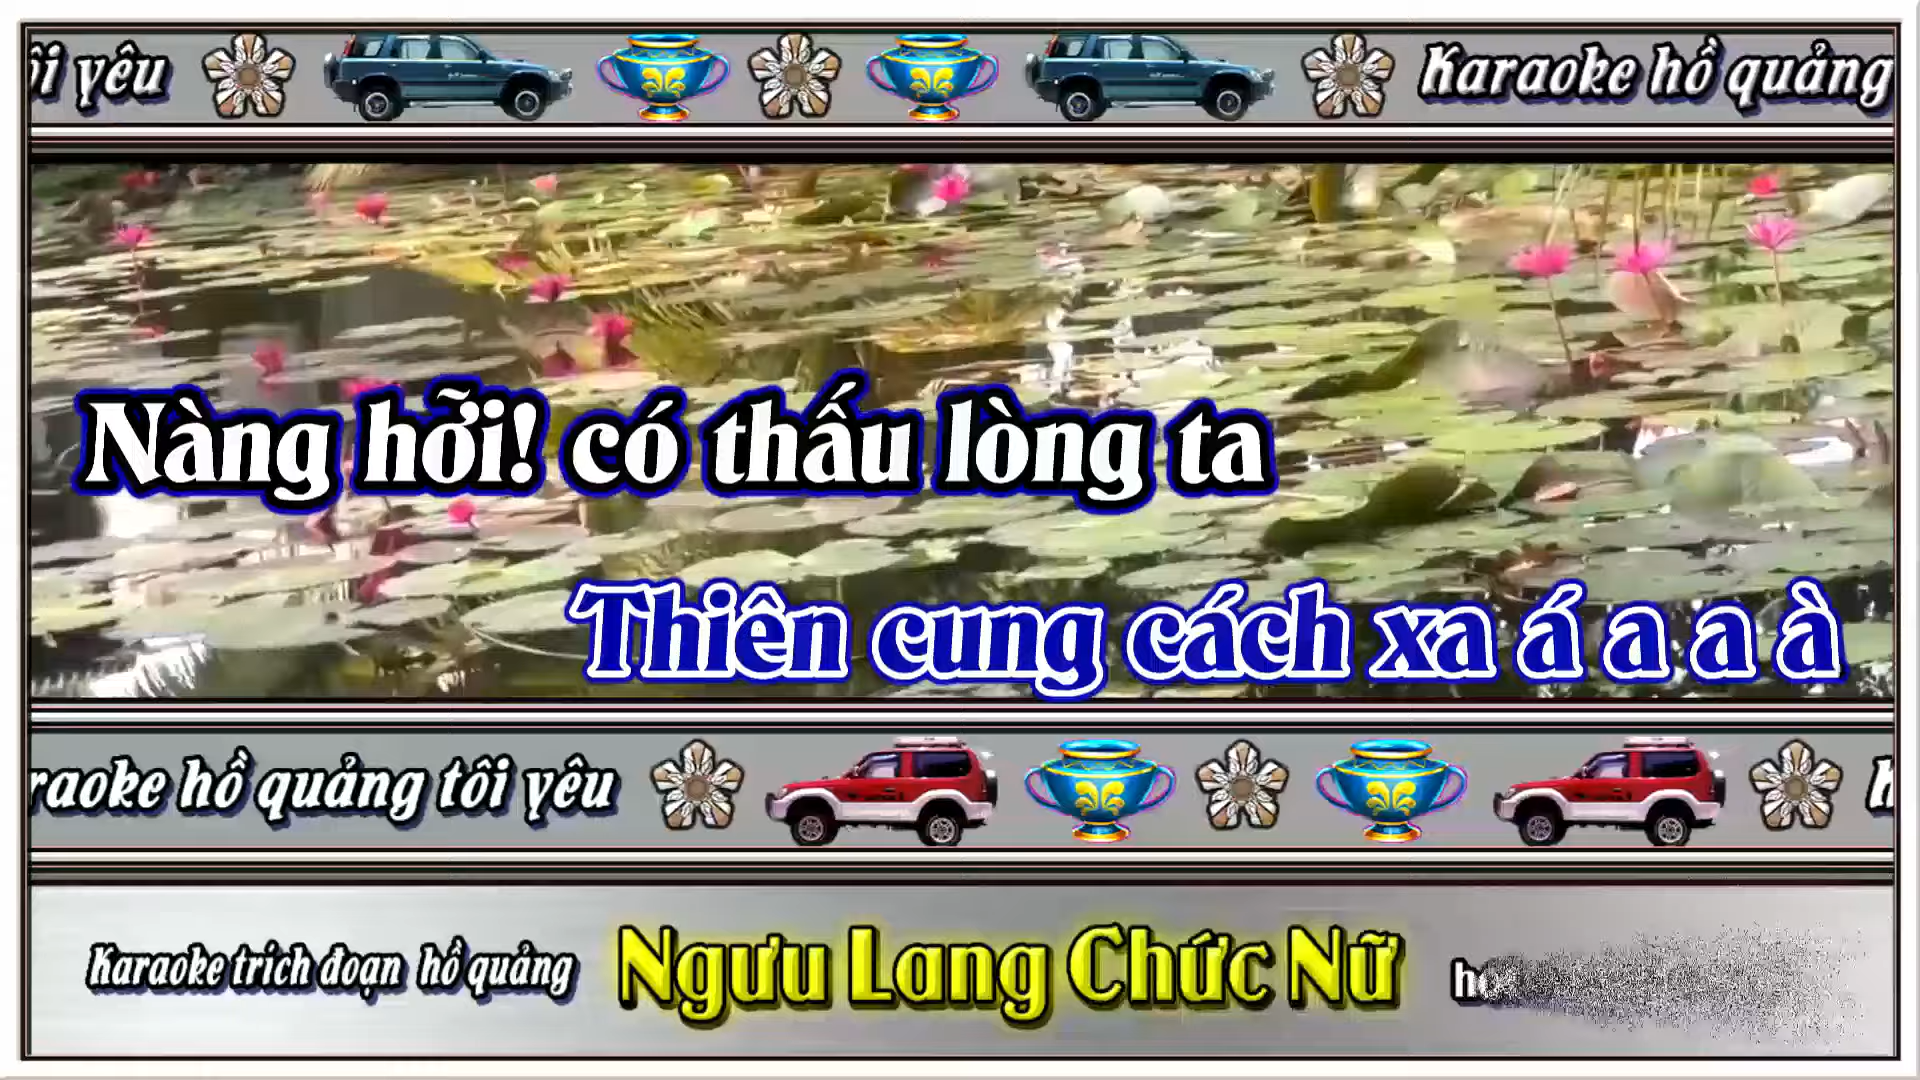 ôi yêu
Karaoke hồ quảng
Nàng hỡi! có thấu lòng ta
Thiên cung cách xa á a a à
raoke hồ quảng tôi yêu
Karaoke trích đoạn hồ quảng
Ngưu Lang Chức Nữ